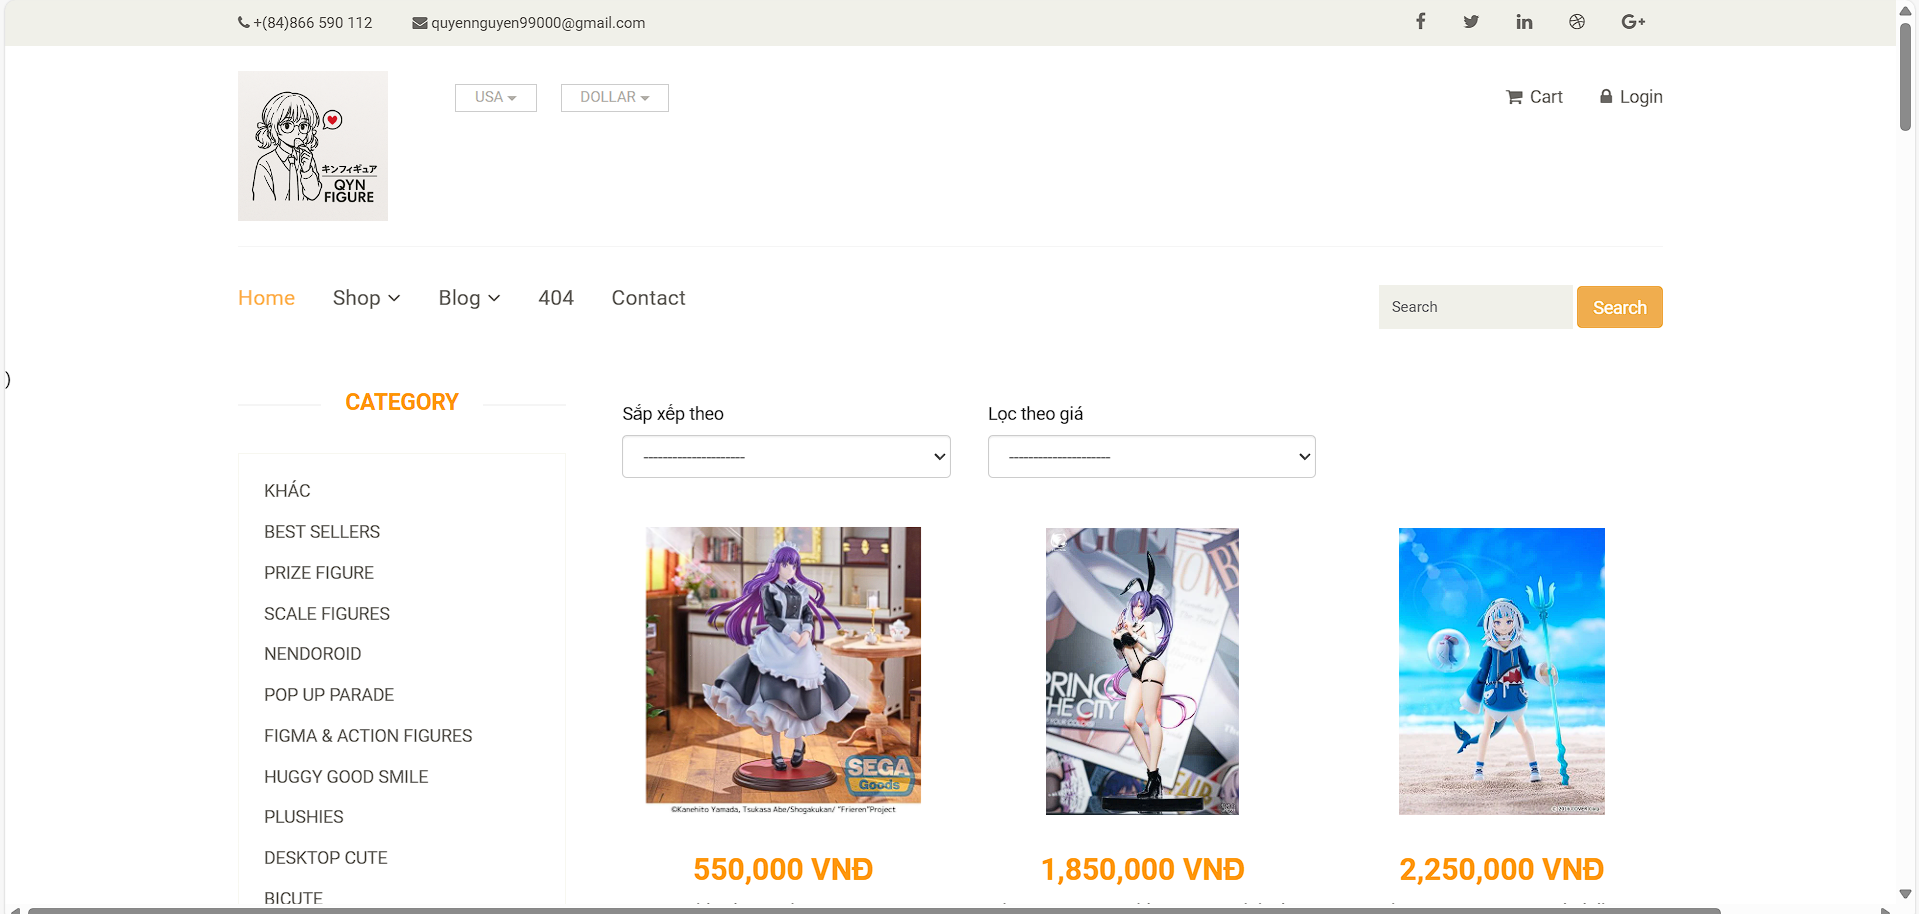 +(84)866 590 112
quyennguyen99000@gmail.com
キンフィギュア
QYN
FIGURE
USA
DOLLAR
Cart
Login
Home
Shop
Blog
404
Contact
Search
Search
)
CATEGORY
KHÁC
BEST SELLERS
PRIZE FIGURE
SCALE FIGURES
NENDOROID
POP UP PARADE
FIGMA & ACTION FIGURES
HUGGY GOOD SMILE
PLUSHIES
DESKTOP CUTE
BICUTE
Sắp xếp theo
Lọc theo giá
---------------------
---------------------
SEGA
Goods
©Kanehito Yamada, Tsukasa Abe/Shogakukan/ "Frieren"Project
THE CITY
550,000 VNĐ
1,850,000 VNĐ
2,250,000 VNĐ